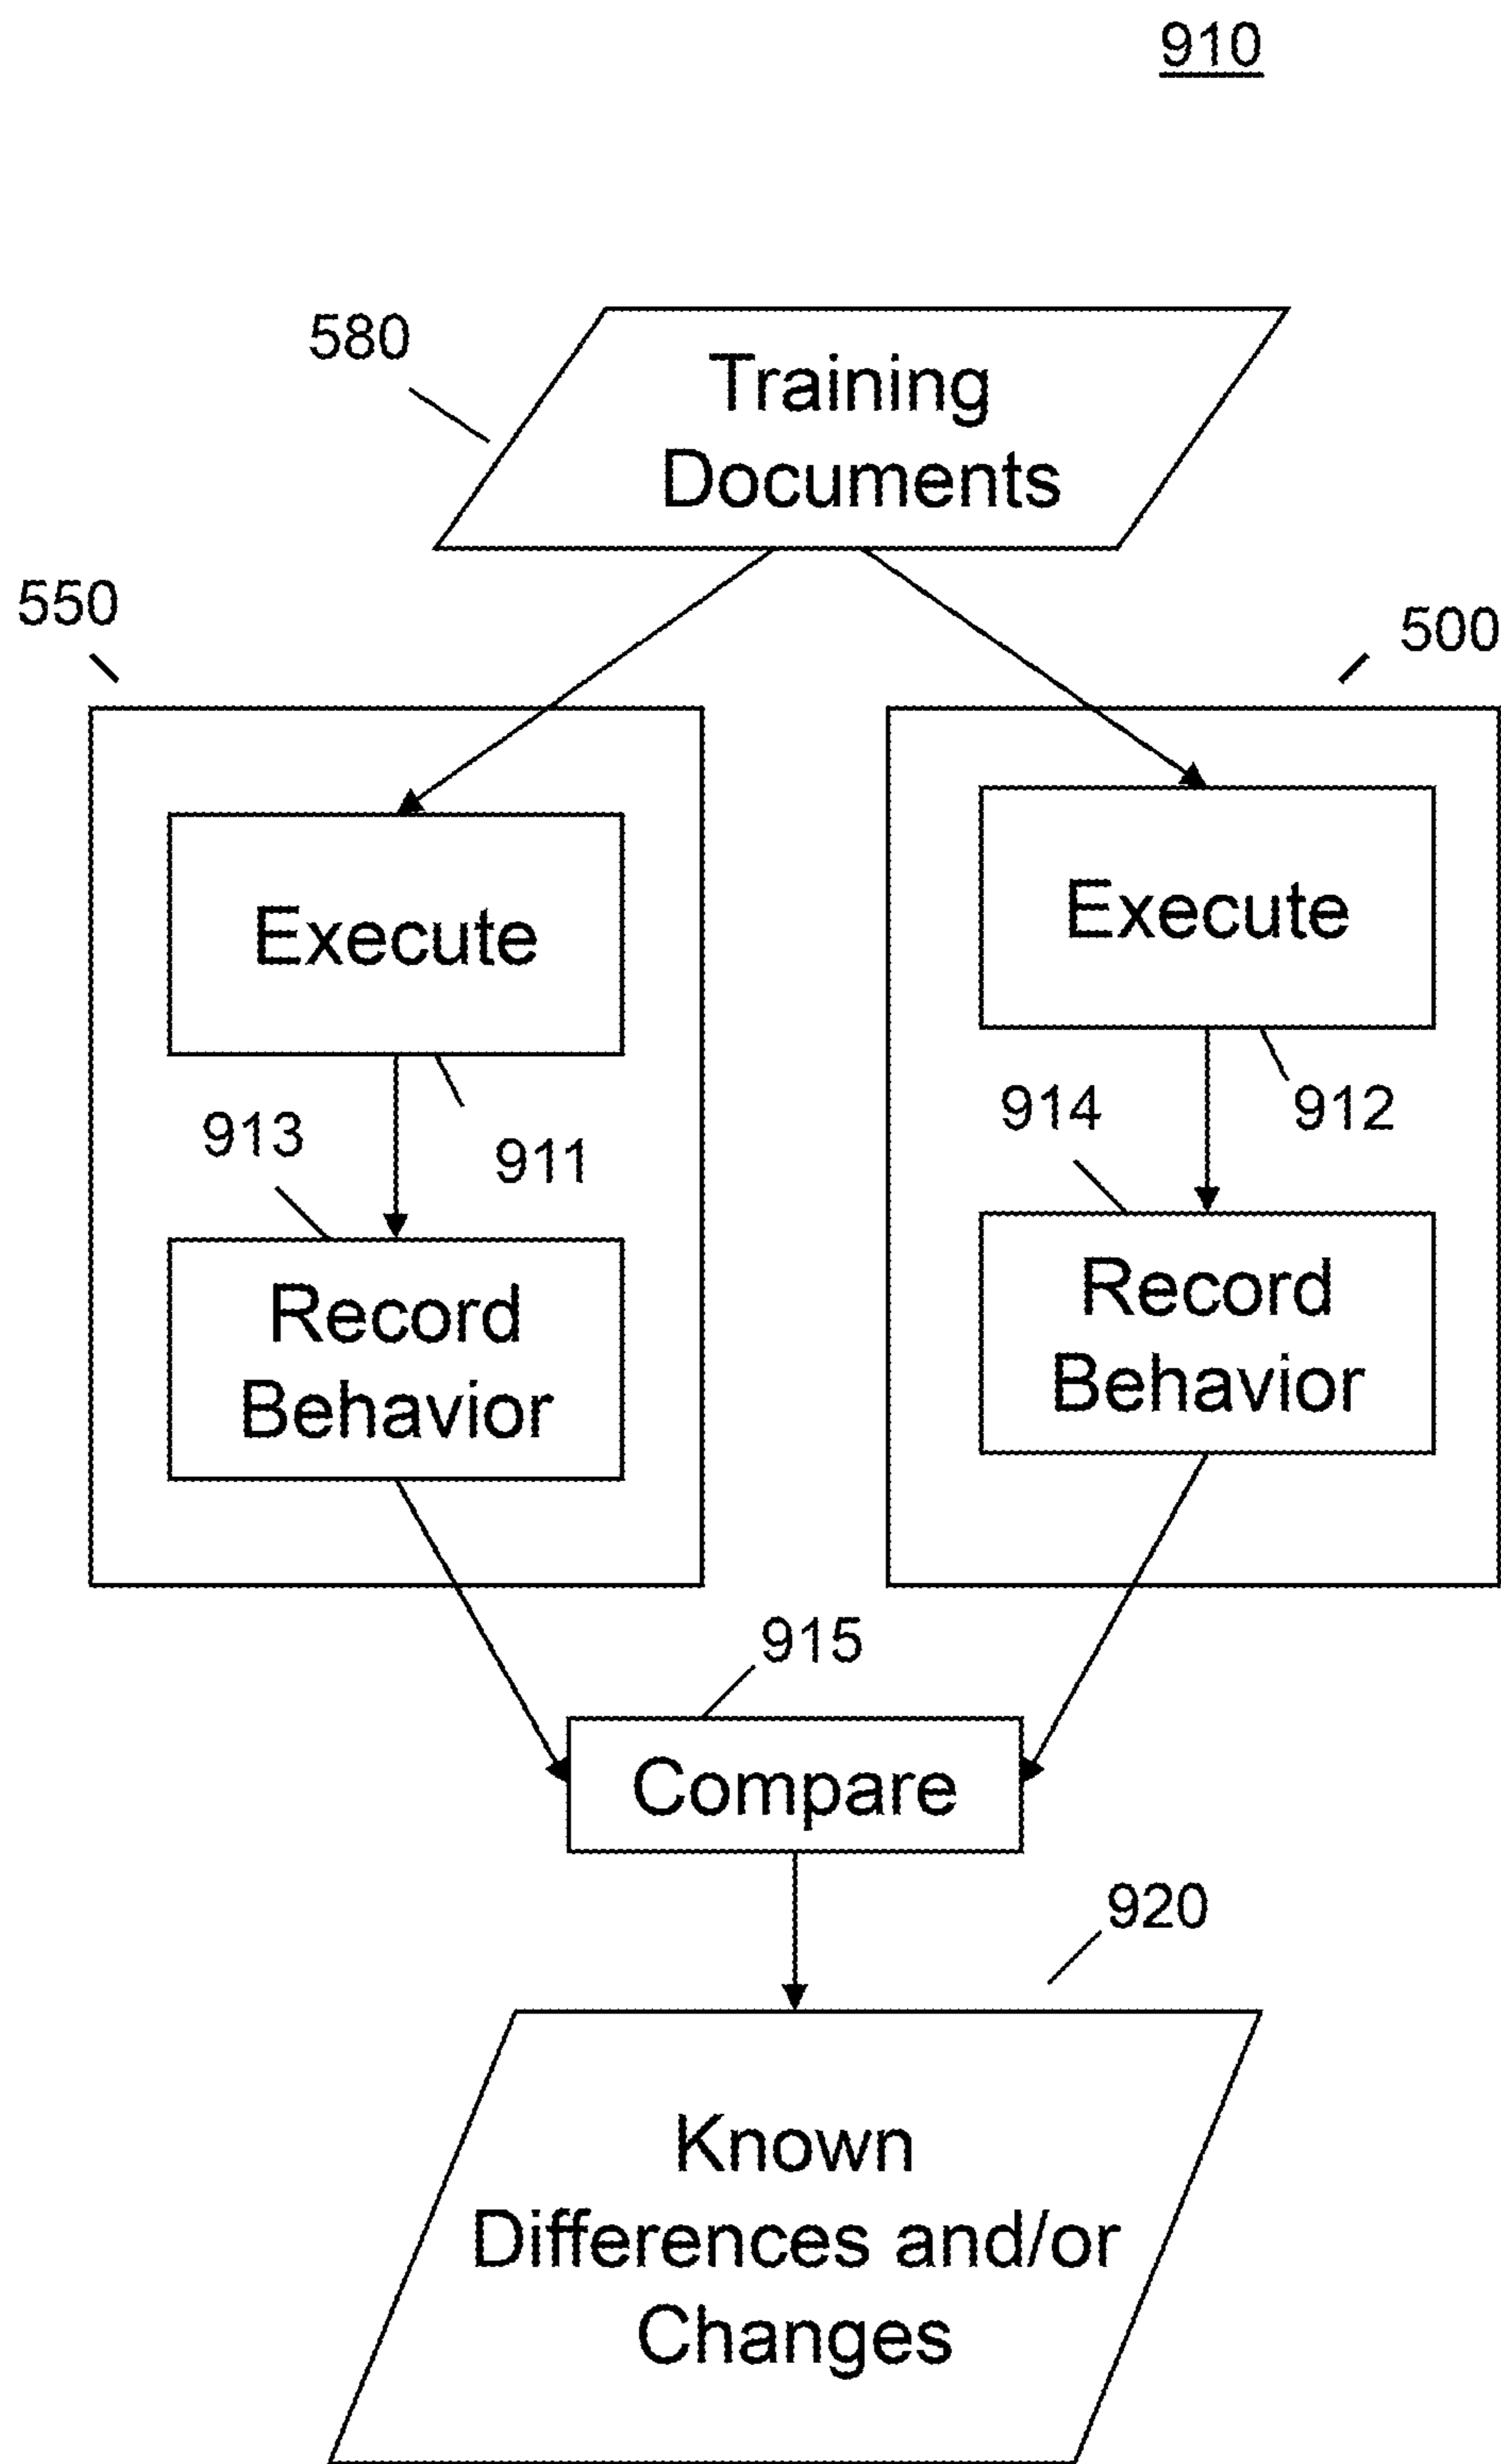 910
580
Training
Documents
550
500
Execute
Execute
913
911
914
912
Record
Behavior
Record
Behavior
915
Compare
920
Known
Differences and/or
Changes